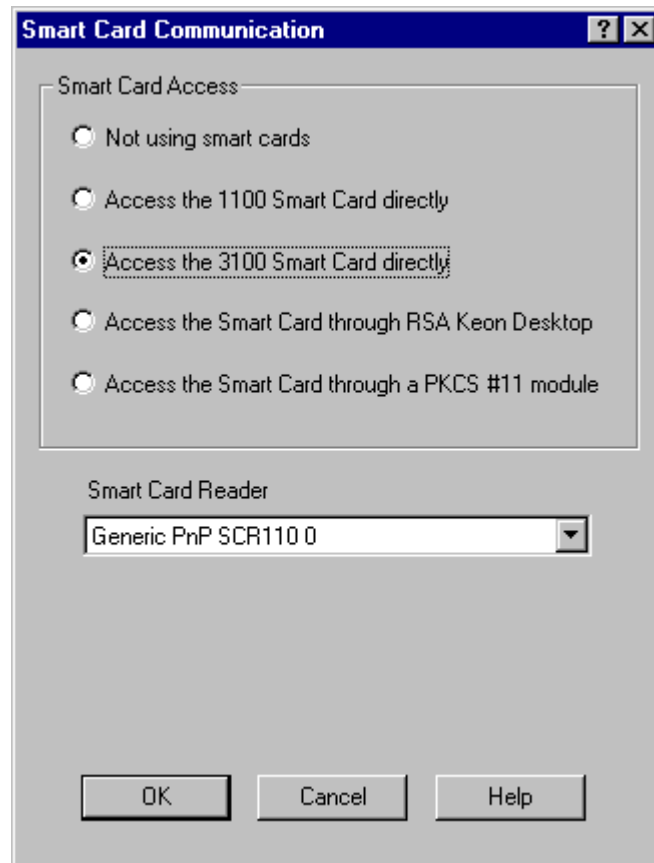 Smart Card Communication
Smart Card Access
Not using smart cards
Access the 1100 Smart Card directly
Access the 3100 Smart Card directly
Access the Smart Card through RSA Keon Desktop
Access the Smart Card through a PKCS #11 module
Smart Card Reader
Generic PnP SCR110 0
OK Cancel Help